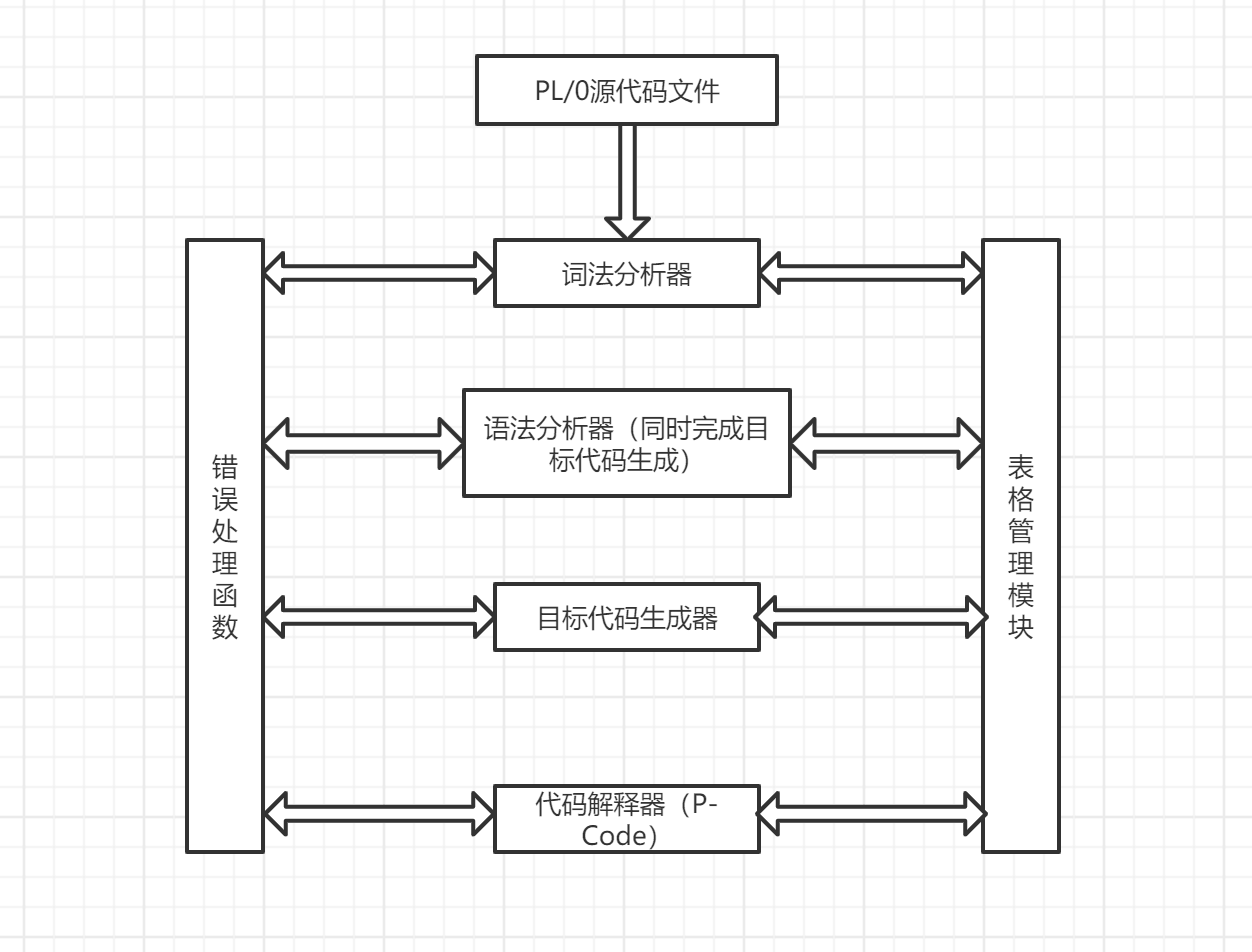 PL/0源代码文件
词法分析器
语法分析器（同时完成目
标代码生成）
错误处理函数
表格管理模块
目标代码生成器
代码解释器（P-
Code）